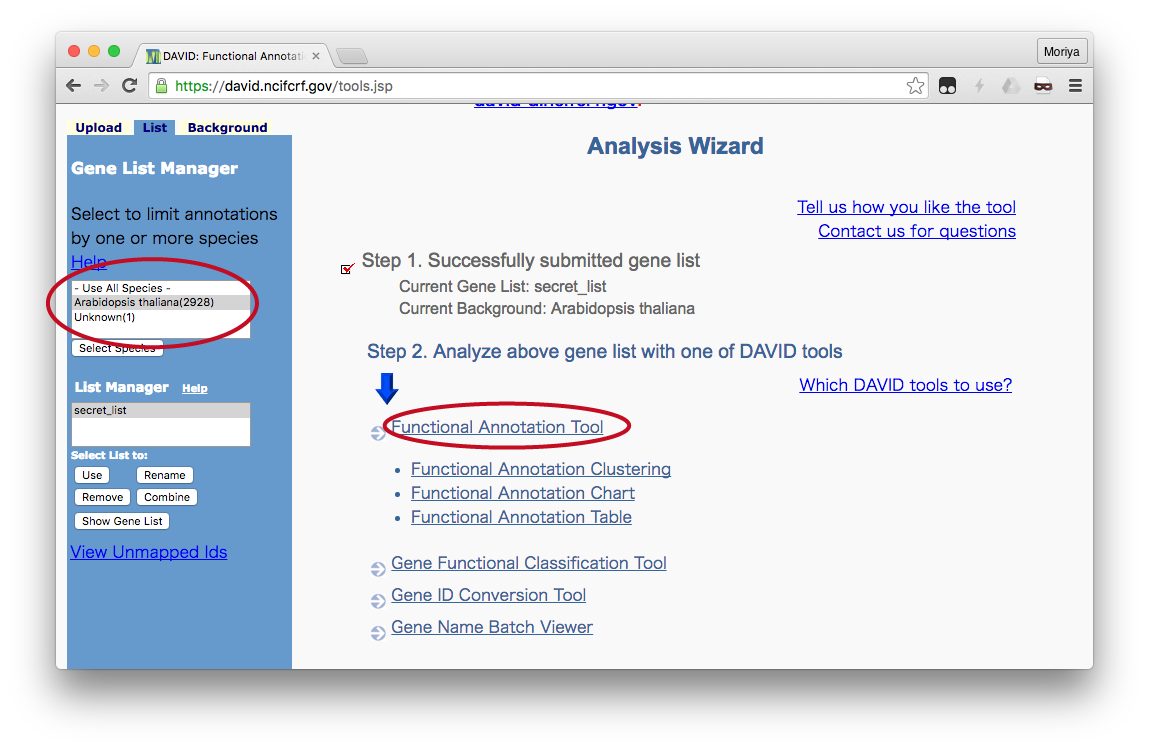 DAVID: Functional Annotati
Moriya
https://david.ncifcrf.gov/tools.jsp
Upload List Background
Gene List Manager
Select to limit annotations
by one or more species
Help
- Use All Species -
Arabidopsis thaliana(2928)
Unknown(1)
Select Species
List Manager Help
secret_list
Select List to:
Use Rename
Remove Combine
Show Gene List
View Unmapped Ids
Analysis Wizard
Tell us how you like the tool
Contact us for questions
Step 1. Successfully submitted gene list
Current Gene List: secret_list
Current Background: Arabidopsis thaliana
Step 2. Analyze above gene list with one of DAVID tools
Which DAVID tools to use?
Functional Annotation Tool
• Functional Annotation Clustering
• Functional Annotation Chart
• Functional Annotation Table
Gene Functional Classification Tool
Gene ID Conversion Tool
Gene Name Batch Viewer